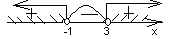 + − +
-1 3 x